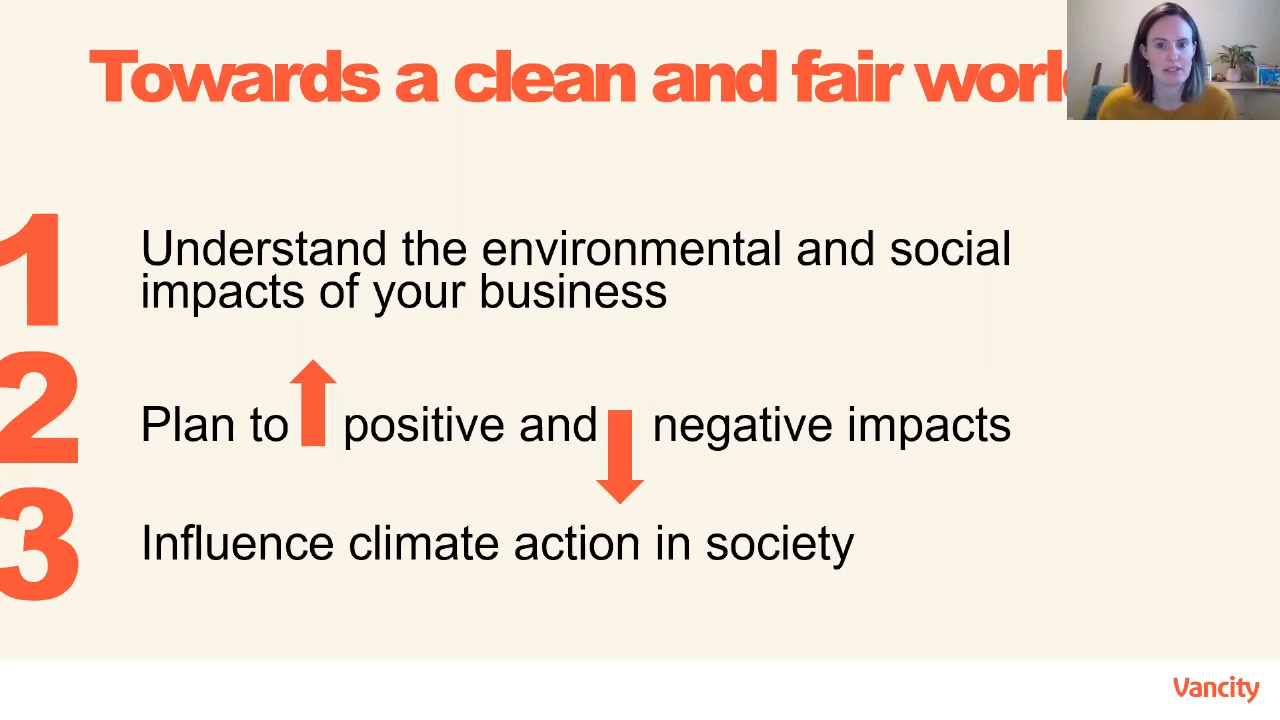 Towards a clean and fair worl
1
Understand the environmental and social
impacts of your business
2
Plan to positive and negative impacts
3
Influence climate action in society
Vancity